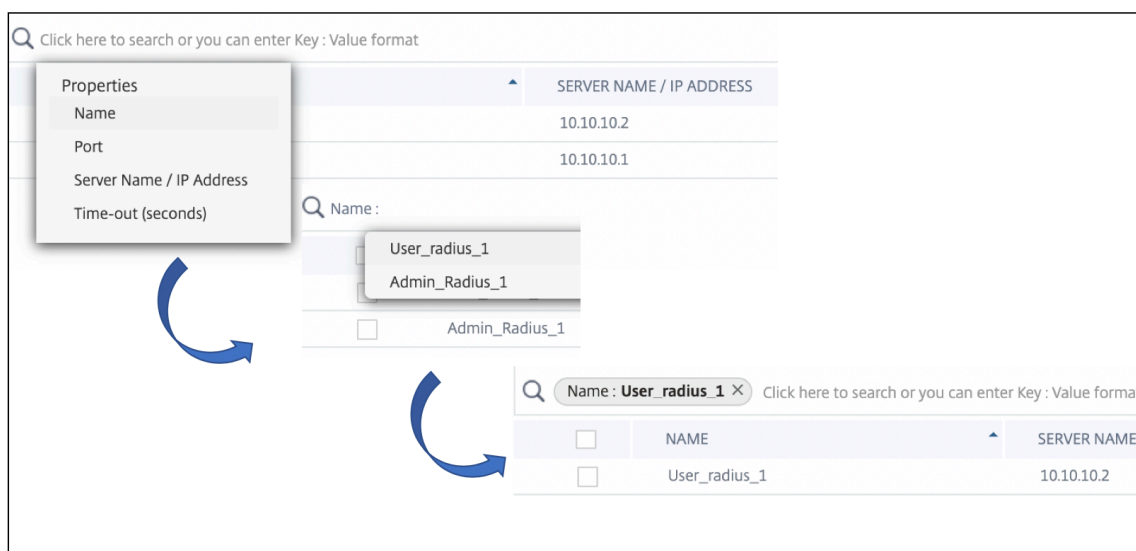 Click here to search or you can enter Key : Value format
Properties
SERVER NAME / IP ADDRESS
Name
10.10.10.2
Port
10.10.10.1
Server Name / IP Address
Time-out (seconds)
Name :
User_radius_1
Admin_Radius_1
Admin_Radius_1
Name : User_radius_1 × Click here to search or you can enter Key : Value forma
NAME SERVER NAME
User_radius_1 10.10.10.2